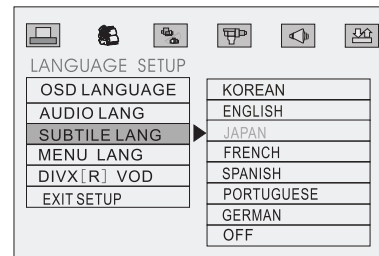 LANGUAGE SETUP
OSD LANGUAGE
AUDIO LANG
SUBTILE LANG
MENU LANG
DIVX[R] VOD
EXIT SETUP
KOREAN
ENGLISH
JAPAN
FRENCH
SPANISH
PORTUGUESE
GERMAN
OFF